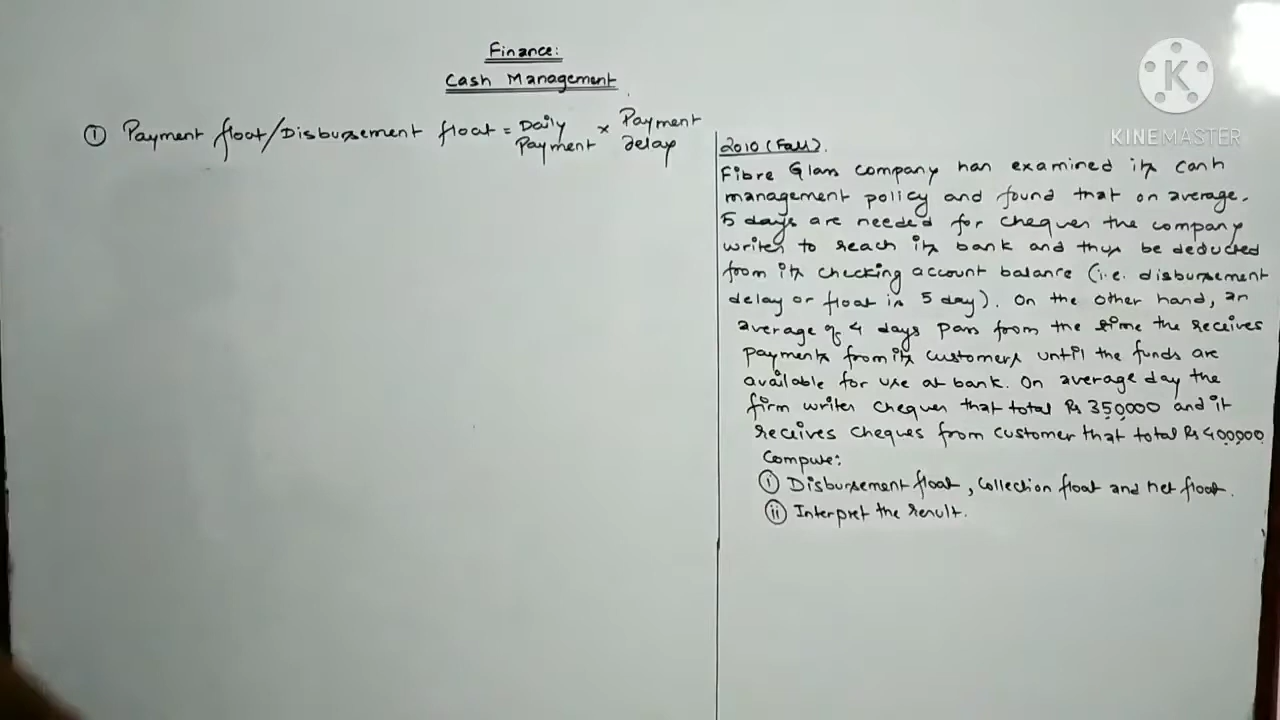 Finance:
Cash Management
① Payment float/Disbursement float = Daily Payment × Payment delay
2010 (Fall).
Fibre Glass company has examined its cash
management policy and found that on average.
5 days are needed for cheques the company
writes to reach its bank and thus be deducted
from its checking account balance (i.e. disbursement
delay or float is 5 day). On the other hand, an
average of 4 days pass from the time the receives
payments from its customers until the funds are
available for use at bank. On average day the
firm writes cheques that total Rs 350000 and it
receives cheques from customer that total Rs 400000
Compute:
ⓘ Disbursement float, collection float and net float.
ⓘⓘ Interpret the result.
KINEMASTER